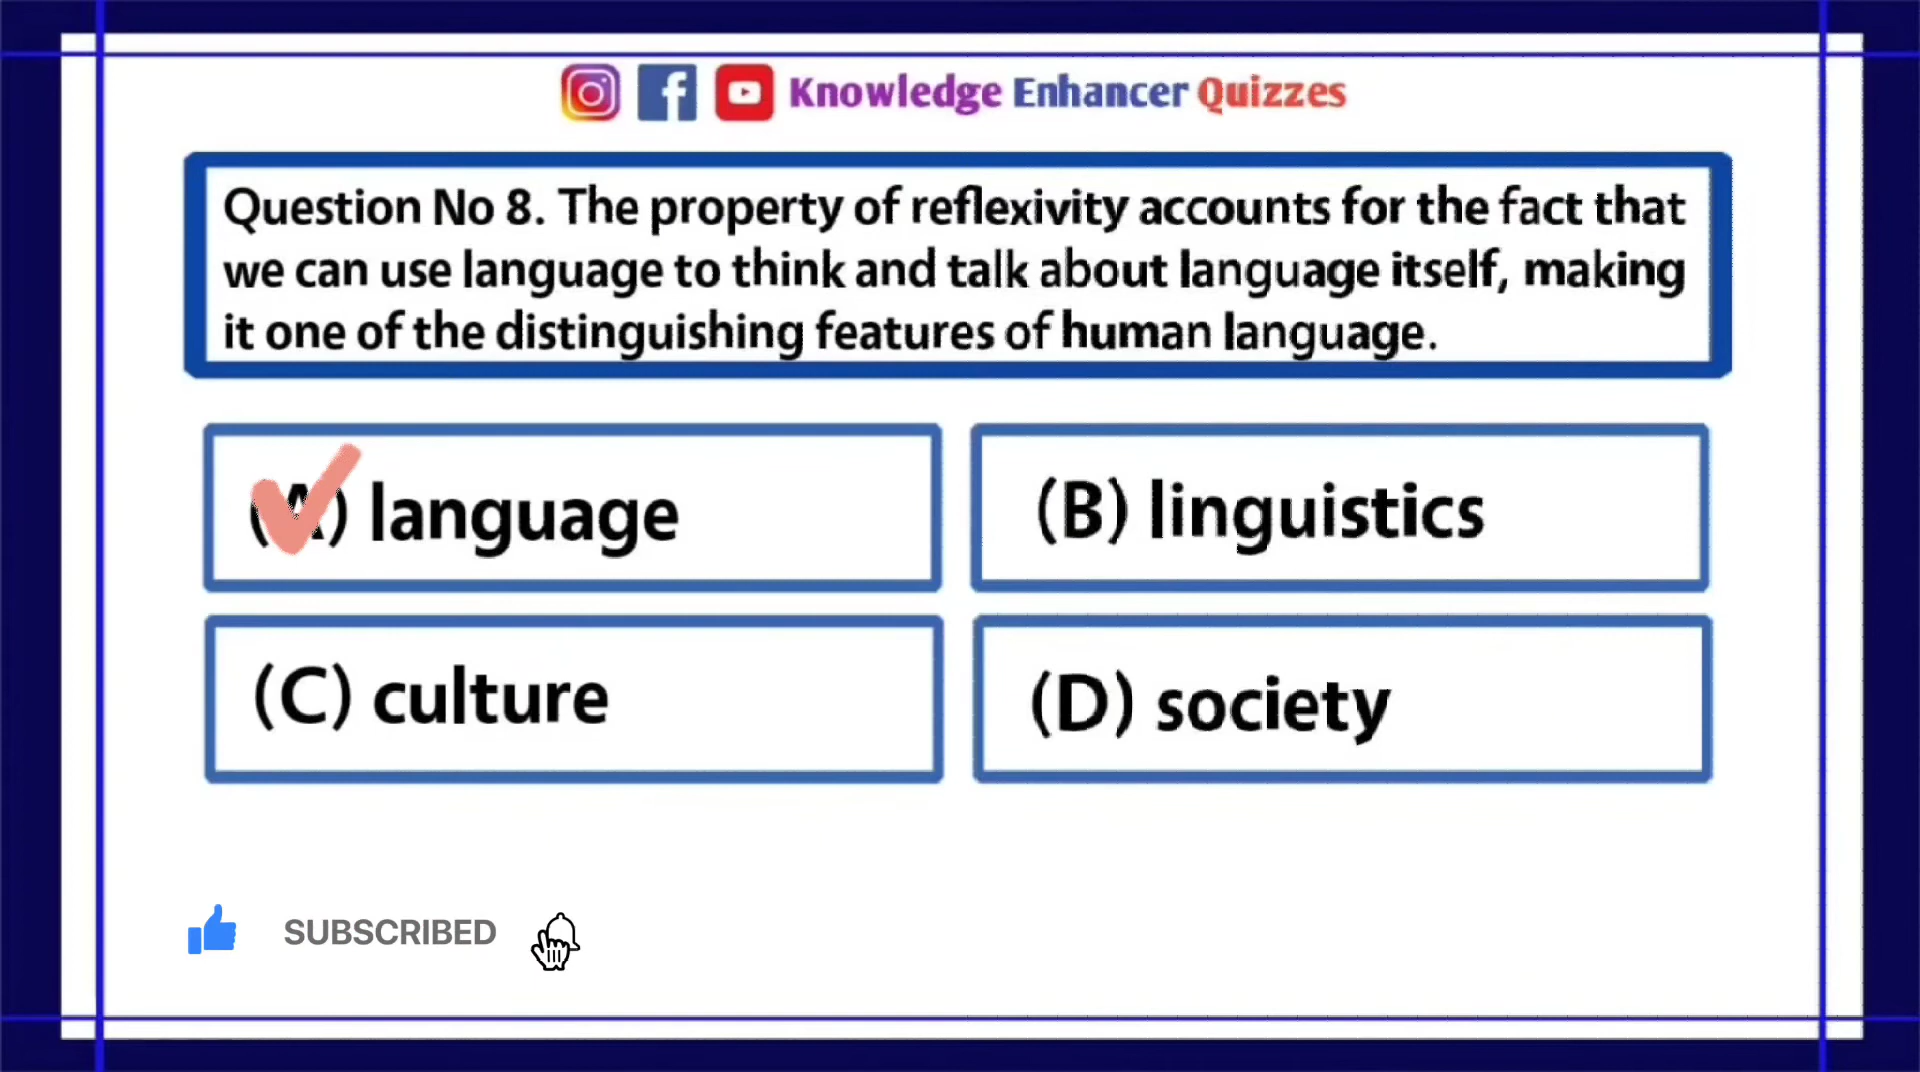 Knowledge Enhancer Quizzes
Question No 8. The property of reflexivity accounts for the fact that
we can use language to think and talk about language itself, making
it one of the distinguishing features of human language.
(A) language
(B) linguistics
(C) culture
(D) society
SUBSCRIBED